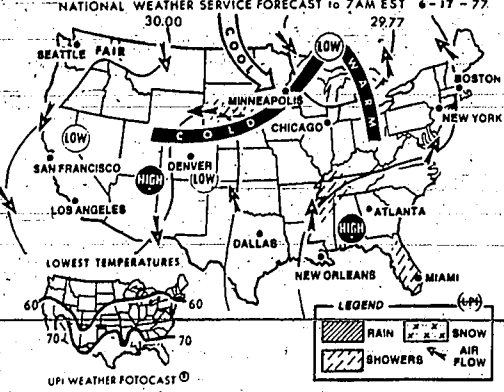 NATIONAL WEATHER SERVICE FORECAST to 7AM EST 6-17-77
30.00
29.77
SEATTLE
FAIR
COOL
LOW
WARM
BOSTON
MINNEAPOLIS
NEW YORK
COLD
CHICAGO
LOW
SAN FRANCISCO
DENVER
HIGH
LOW
LOS ANGELES
ATLANTA
HIGH
DALLAS
LOWEST TEMPERATURES
NEW ORLEANS
MIAMI
60
60
70
70
LEGEND
UPI
RAIN
SNOW
SHOWERS
AIR FLOW
UPI WEATHER FOTOCAST ®